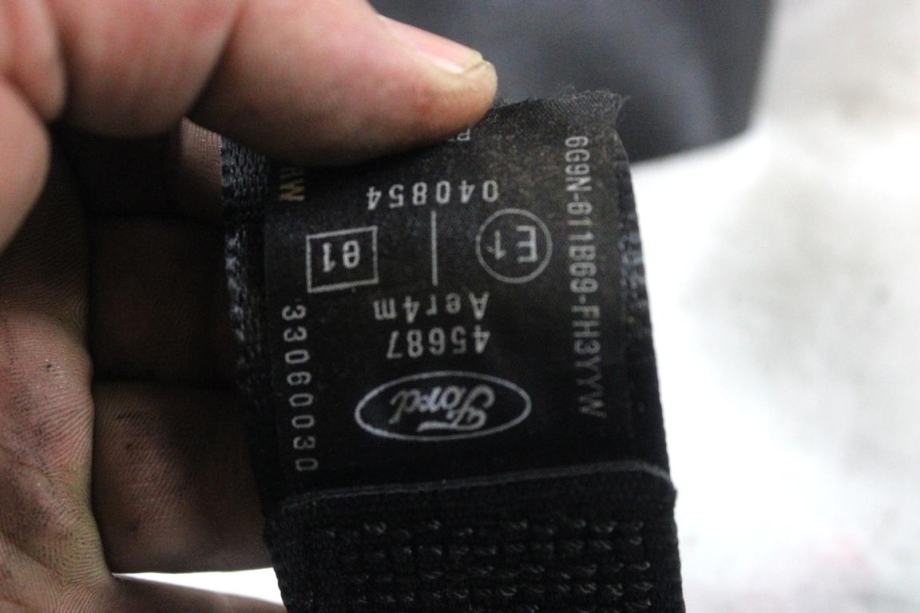 Ford
45687
Aer4m
E1
e1
040854
6G9N-611B69-FH3YYW
33060030